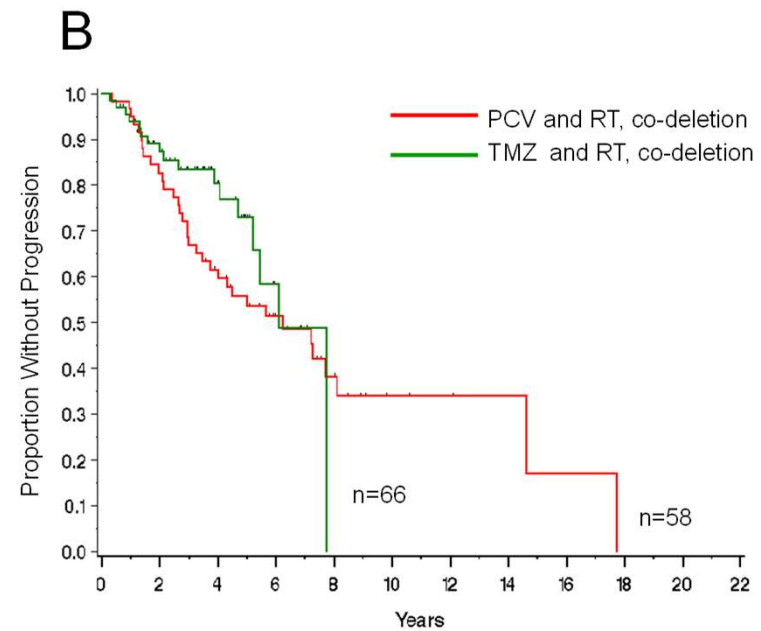 B
PCV and RT, co-deletion
TMZ and RT, co-deletion
Proportion Without Progression
1.0
0.9
0.8
0.7
0.6
0.5
0.4
0.3
0.2
0.1
0.0
n=66
n=58
0 2 4 6 8 10 12 14 16 18 20 22
Years